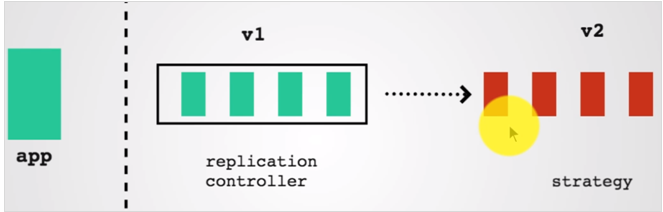 v1
v2
app
replication
controller
strategy